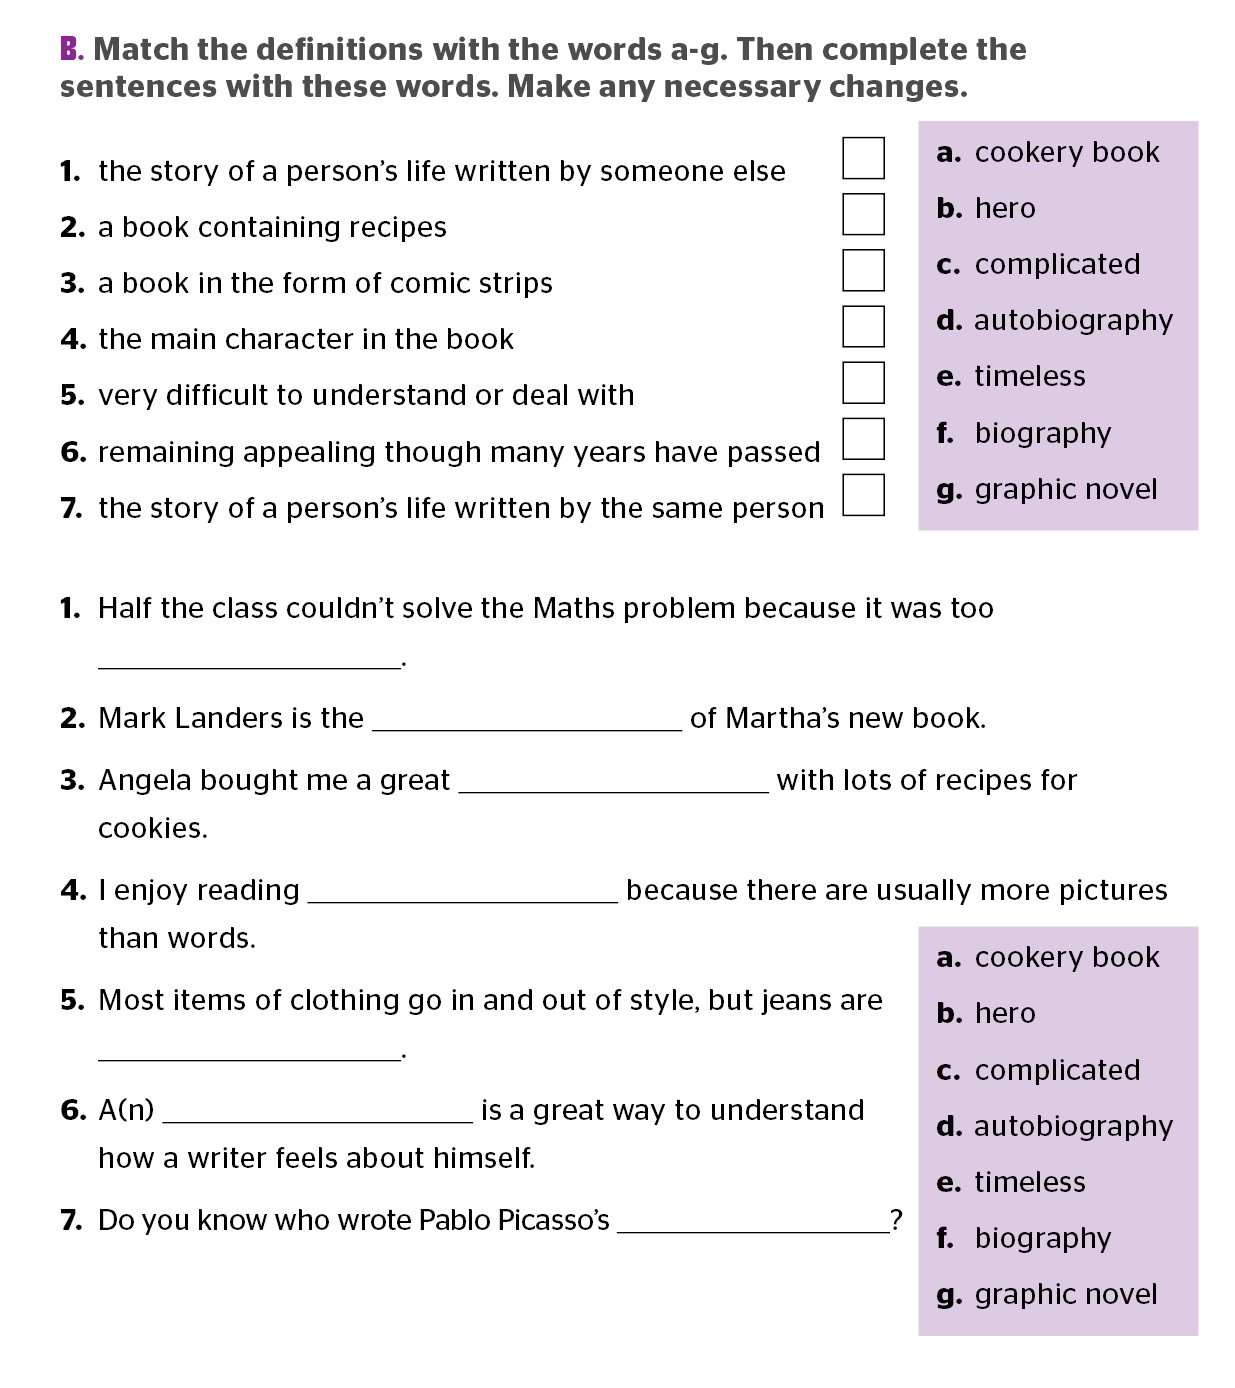 B. Match the definitions with the words a-g. Then complete the
sentences with these words. Make any necessary changes.
1. the story of a person’s life written by someone else
2. a book containing recipes
3. a book in the form of comic strips
4. the main character in the book
5. very difficult to understand or deal with
6. remaining appealing though many years have passed
7. the story of a person’s life written by the same person
a. cookery book
b. hero
c. complicated
d. autobiography
e. timeless
f. biography
g. graphic novel
1. Half the class couldn’t solve the Maths problem because it was too
____________________.
2. Mark Landers is the ____________________ of Martha’s new book.
3. Angela bought me a great ____________________ with lots of recipes for
cookies.
4. I enjoy reading ____________________ because there are usually more pictures
than words.
5. Most items of clothing go in and out of style, but jeans are
____________________.
6. A(n) ____________________ is a great way to understand
how a writer feels about himself.
7. Do you know who wrote Pablo Picasso’s __________________?
a. cookery book
b. hero
c. complicated
d. autobiography
e. timeless
f. biography
g. graphic novel